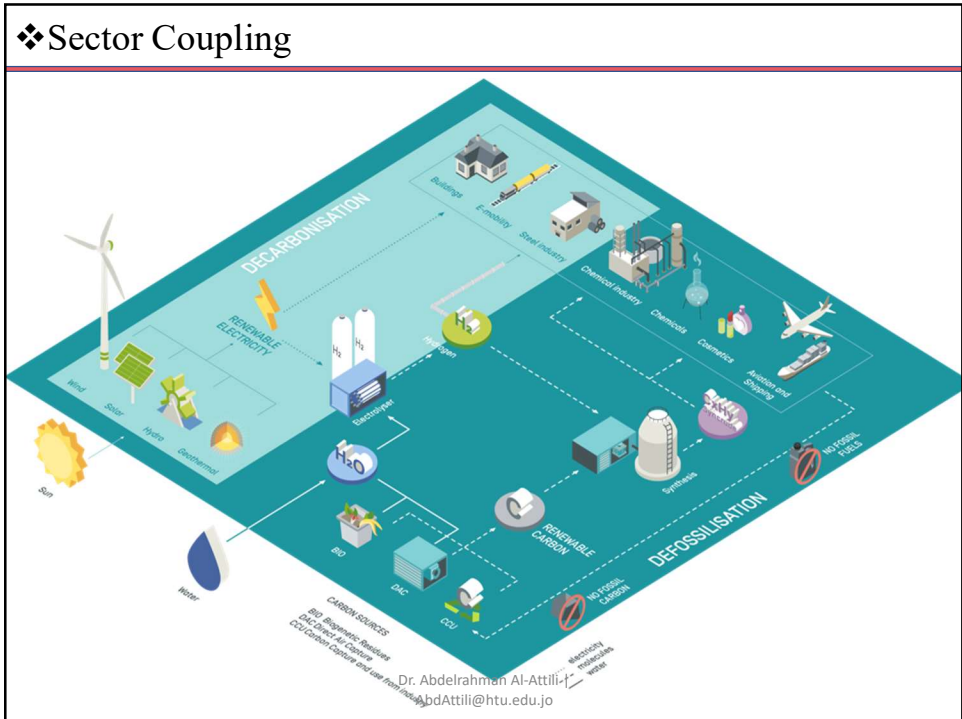 ❖Sector Coupling
DECARBONISATION
Buildings
E-mobility
Steel industry
Chemical industry
Chemicals
Cosmetics
Aviation and
Shipping
RENEWABLE
ELECTRICITY
Wind
Solar
Hydro
Geothermal
Sun
H₂
H₂
Electrolyser
H₂
Hydrogen
H₂O
Water
BIO
DAC
CCU
C
RENEWABLE
CARBON
Synthesis
CxHy
NO FOSSIL
FUELS
DEFOSSILISATION
NO FOSSIL
CARBON
CARBON SOURCES
BIO Biogenetic Residues
DAC Direct Air Capture
CCU Carbon Capture and use from industry
electricity
molecules
water
Dr. Abdelrahman Al-Attili |
AbdAttili@htu.edu.jo